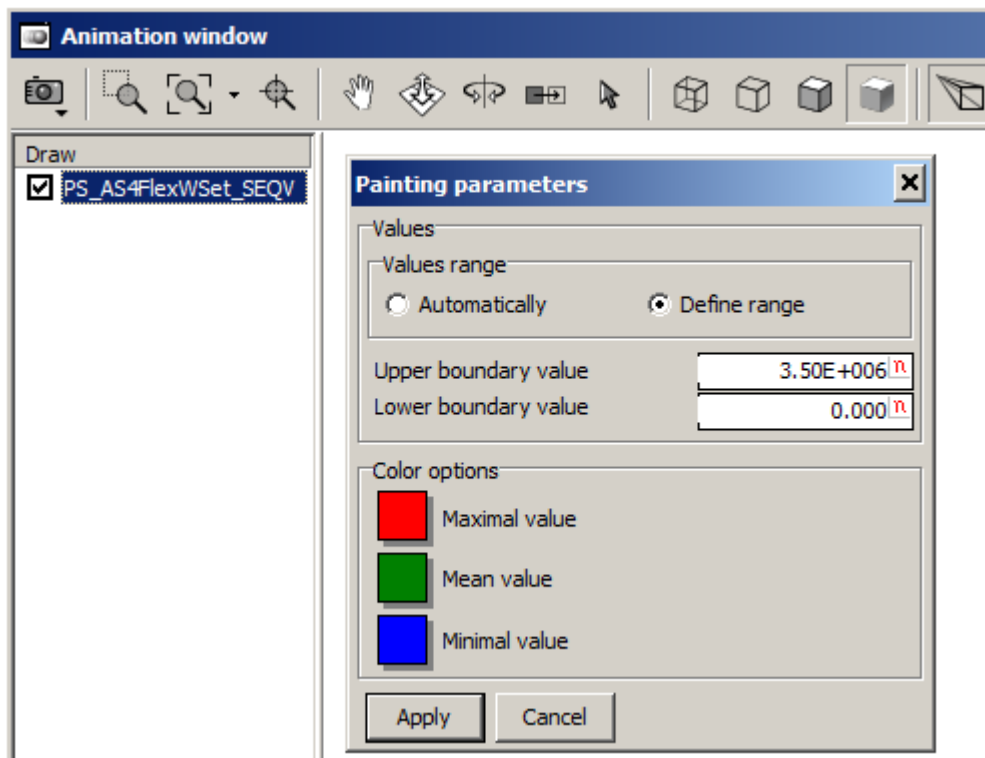 Animation window
Draw
PS_AS4FlexWSet_SEQV
Painting parameters
Values
Values range
Automatically
Define range
Upper boundary value
3.50E+006 n
Lower boundary value
0.000 n
Color options
Maximal value
Mean value
Minimal value
Apply
Cancel